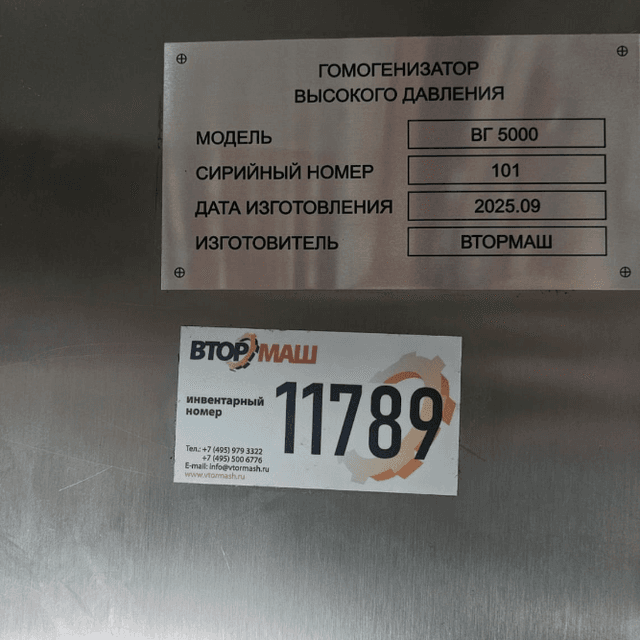 ГОМОГЕНИЗАТОР
ВЫСОКОГО ДАВЛЕНИЯ
МОДЕЛЬ ВГ 5000
СИРИЙНЫЙ НОМЕР 101
ДАТА ИЗГОТОВЛЕНИЯ 2025.09
ИЗГОТОВИТЕЛЬ ВТОРМАШ
ВТОРМАШ
инвентарный
номер
11789
Тел.: +7 (495) 979 3322
+7 (495) 500 6776
E-mail: info@vtormash.ru
www.vtormash.ru